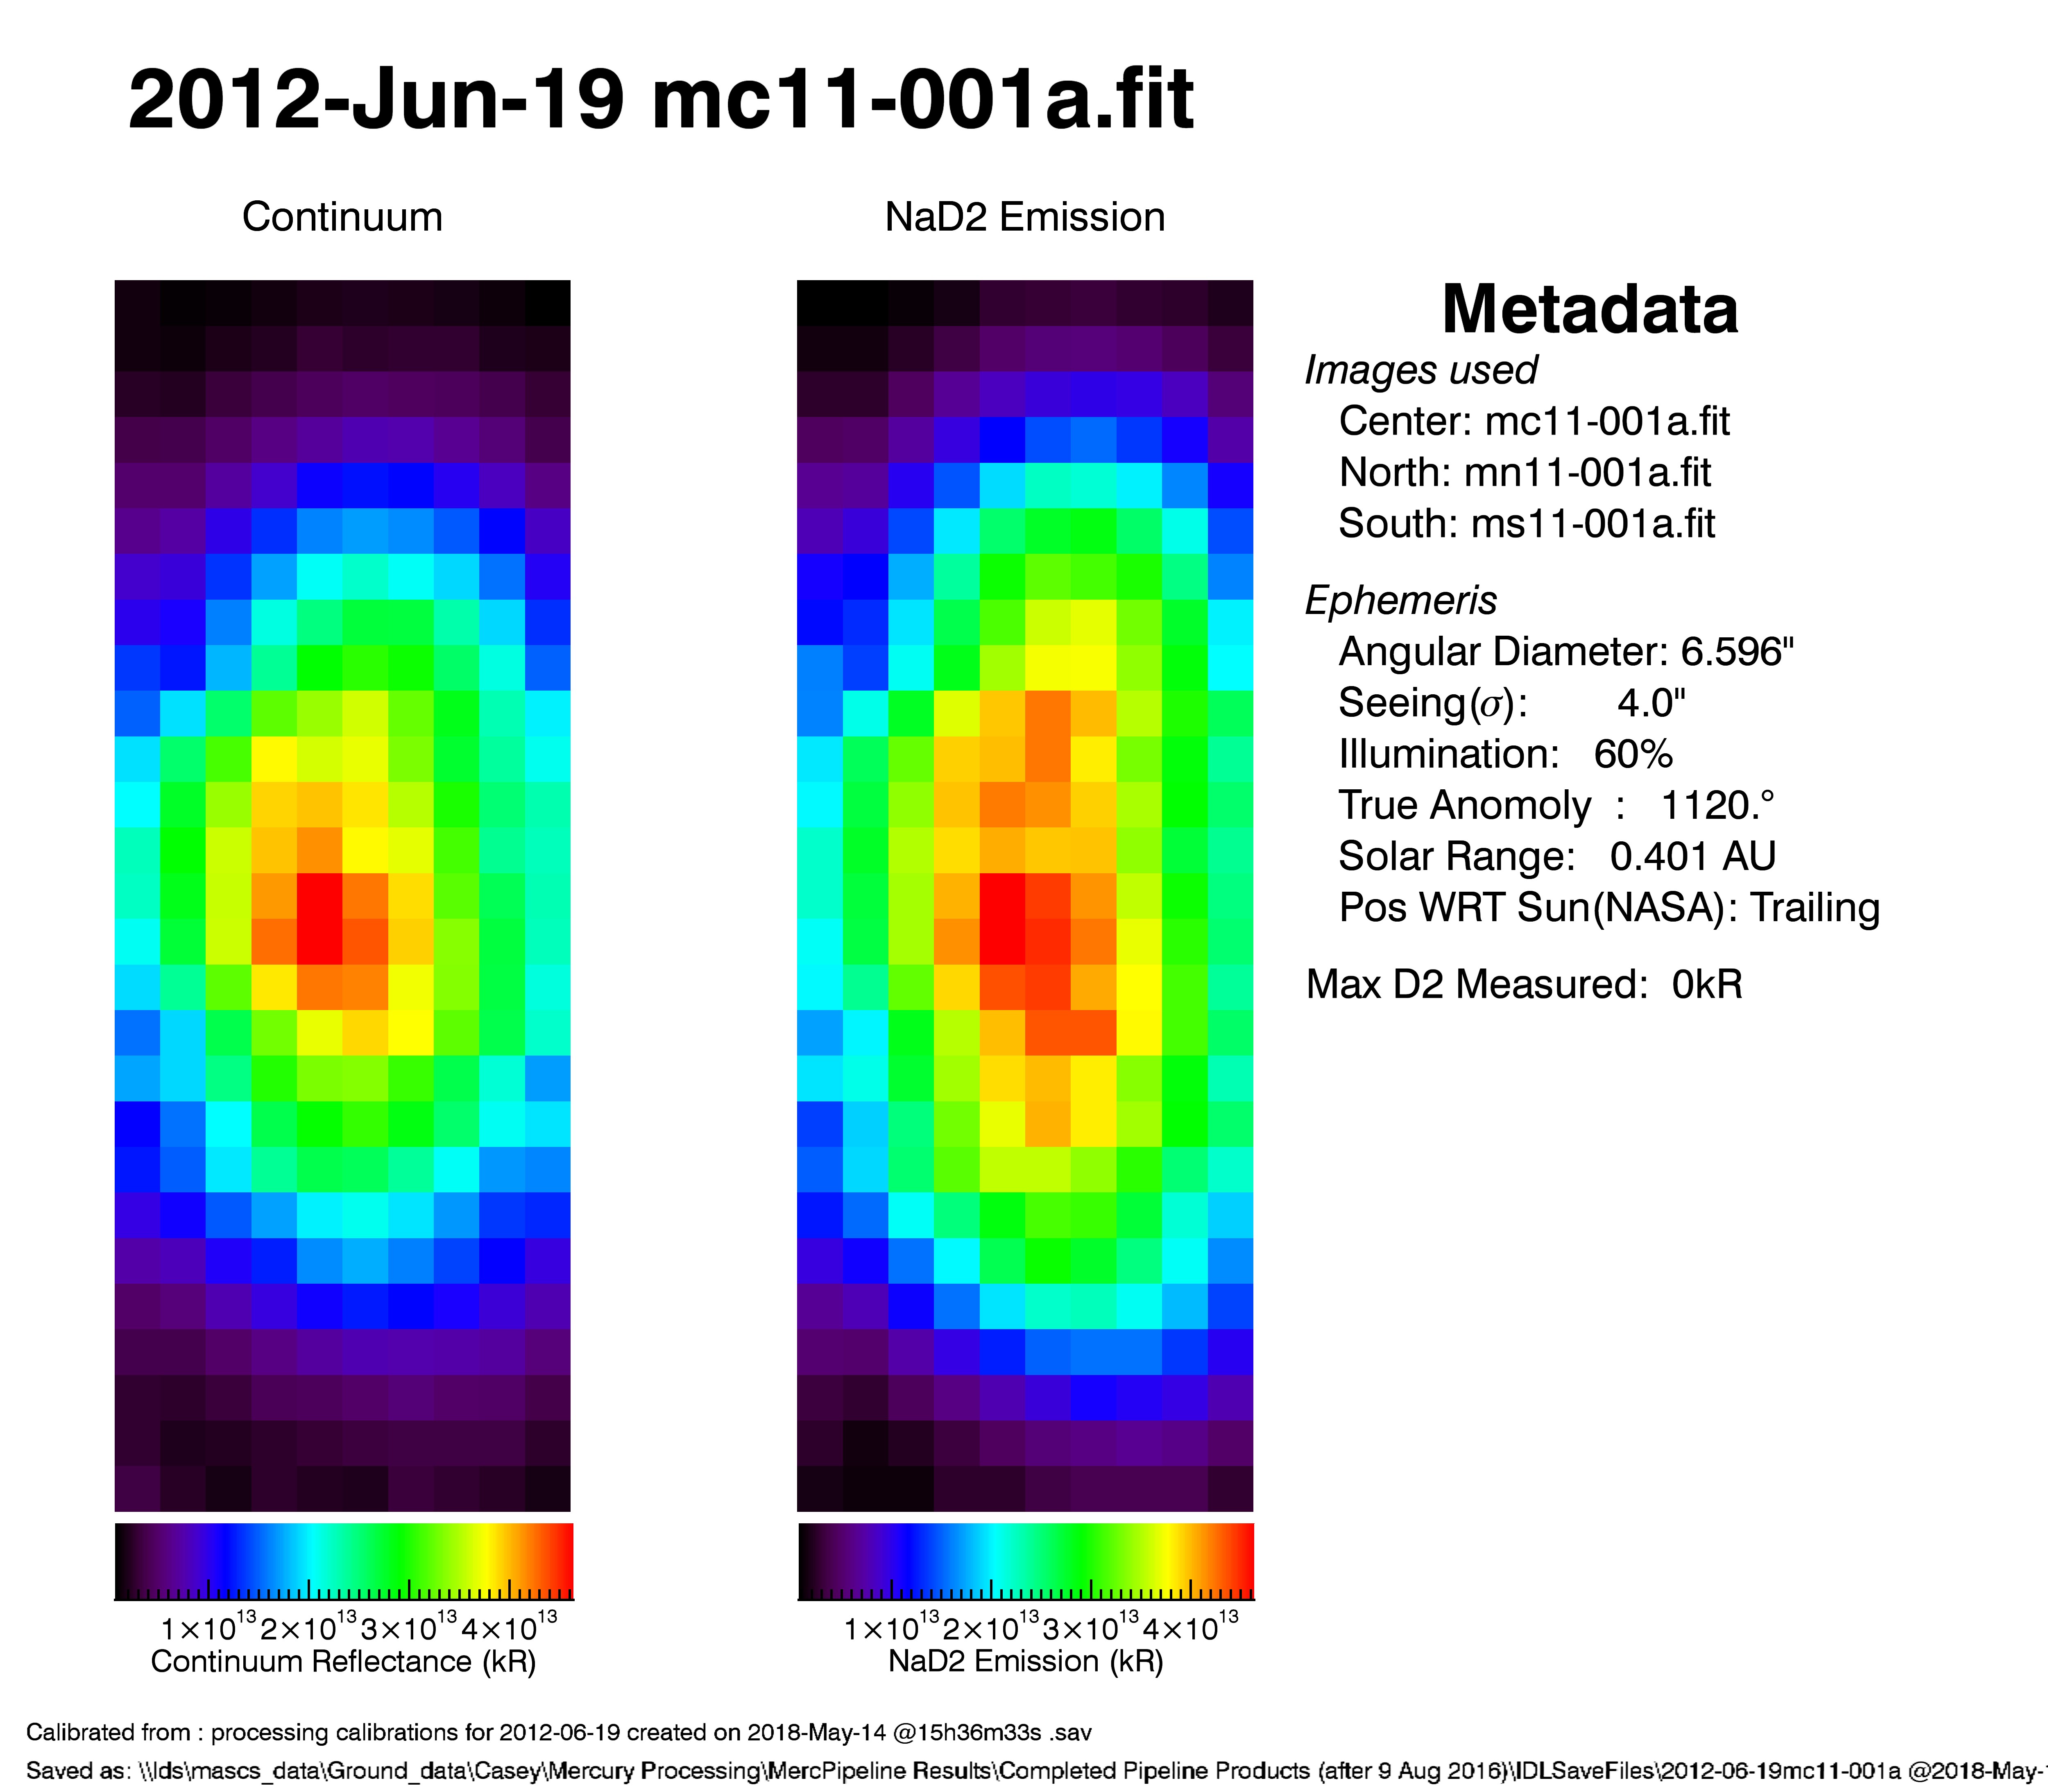 2012-Jun-19 mc11-001a.fit
Continuum
NaD2 Emission
Metadata
Images used
Center: mc11-001a.fit
North: mn11-001a.fit
South: ms11-001a.fit
Ephemeris
Angular Diameter: 6.596"
Seeing(σ): 4.0"
Illumination: 60%
True Anomoly : 1120.°
Solar Range: 0.401 AU
Pos WRT Sun(NASA): Trailing
Max D2 Measured: 0kR
1×10¹³ 2×10¹³ 3×10¹³ 4×10¹³
Continuum Reflectance (kR)
1×10¹³ 2×10¹³ 3×10¹³ 4×10¹³
NaD2 Emission (kR)
Calibrated from : processing calibrations for 2012-06-19 created on 2018-May-14 @15h36m33s .sav
Saved as: \\lds\mascs_data\Ground_data\Casey\Mercury Processing\MercPipeline Results\Completed Pipeline Products (after 9 Aug 2016)\IDLSaveFiles\2012-06-19mc11-001a @2018-May-